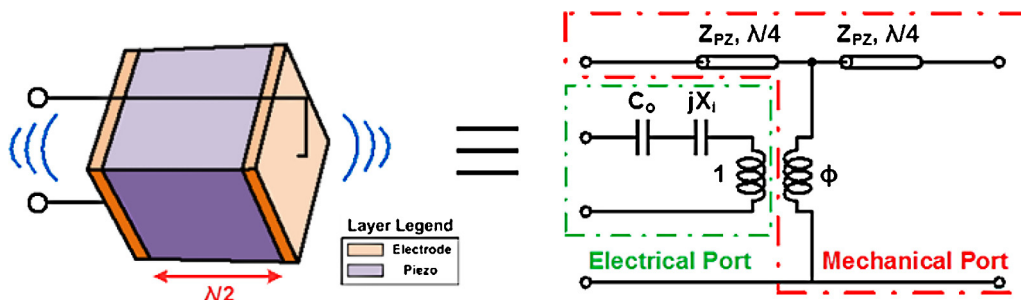 λ/2
Layer Legend
Electrode
Piezo
Z_PZ, λ/4
Z_PZ, λ/4
C_o
jX_i
1
ϕ
Electrical Port
Mechanical Port